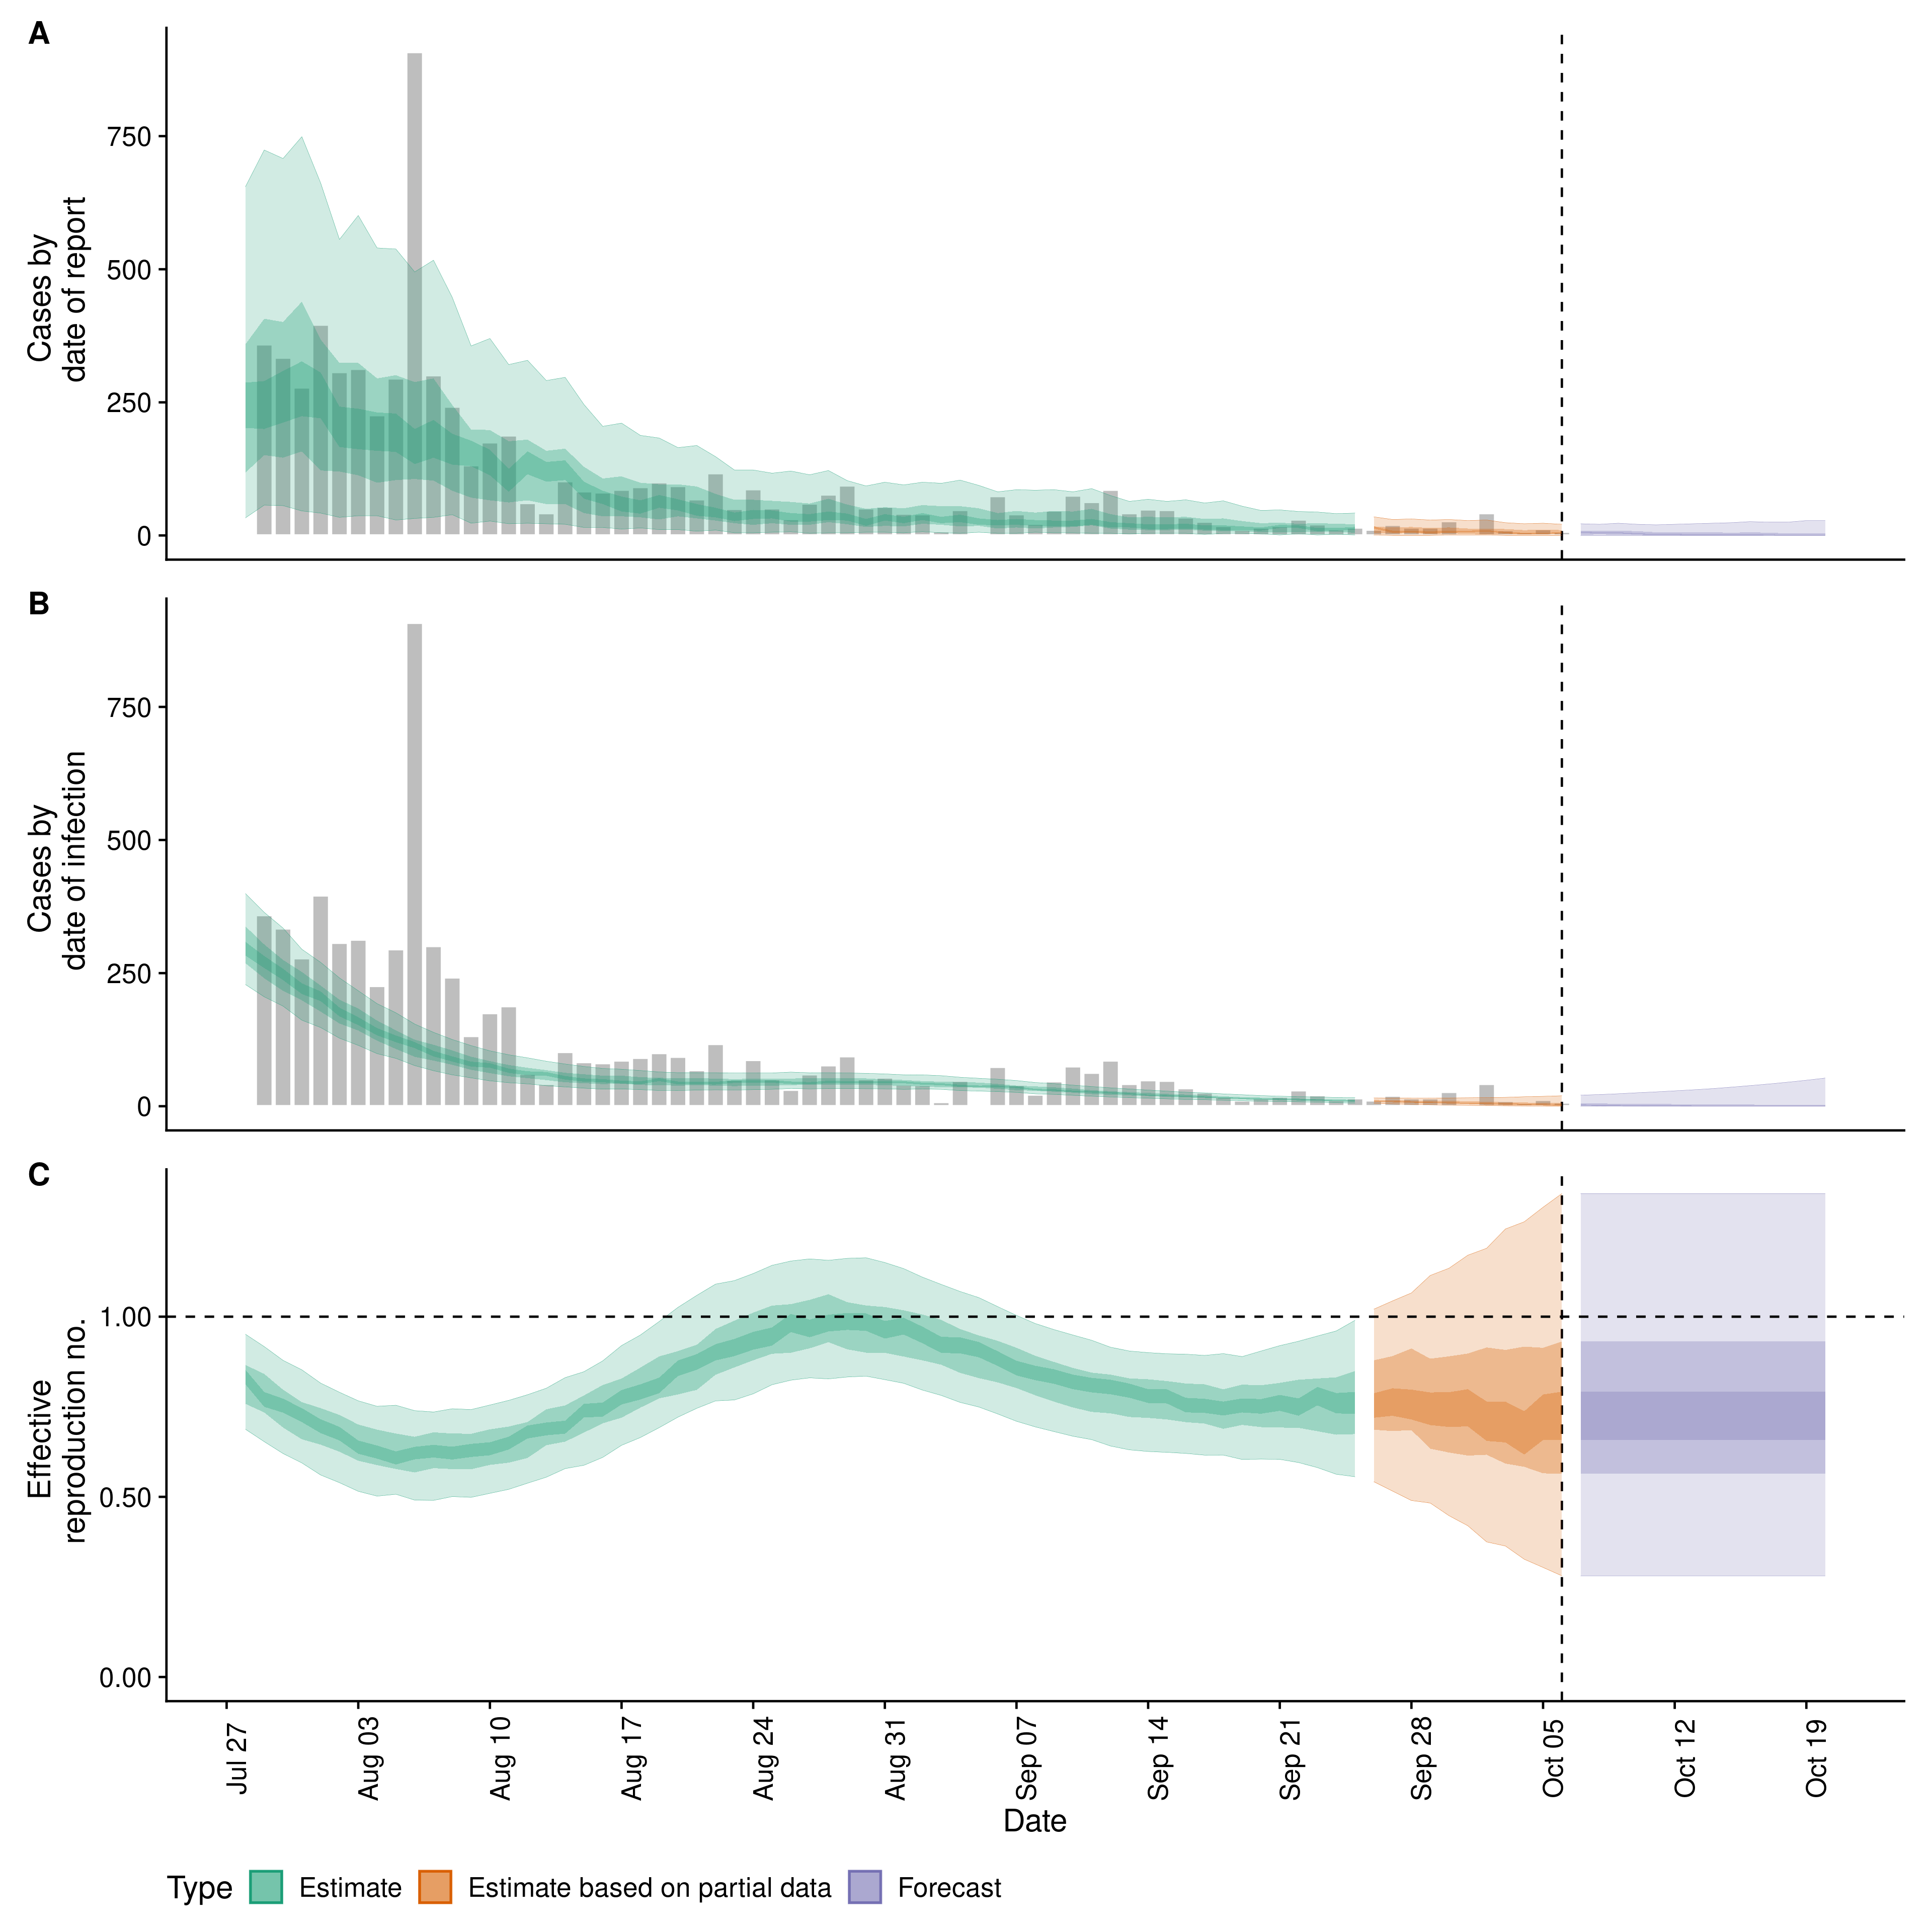 A
Cases by
date of report
750
500
250
0
B
Cases by
date of infection
750
500
250
0
C
Effective
reproduction no.
1.00
0.50
0.00
Jul 27
Aug 03
Aug 10
Aug 17
Aug 24
Aug 31
Sep 07
Sep 14
Sep 21
Sep 28
Oct 05
Oct 12
Oct 19
Date
Type Estimate Estimate based on partial data Forecast